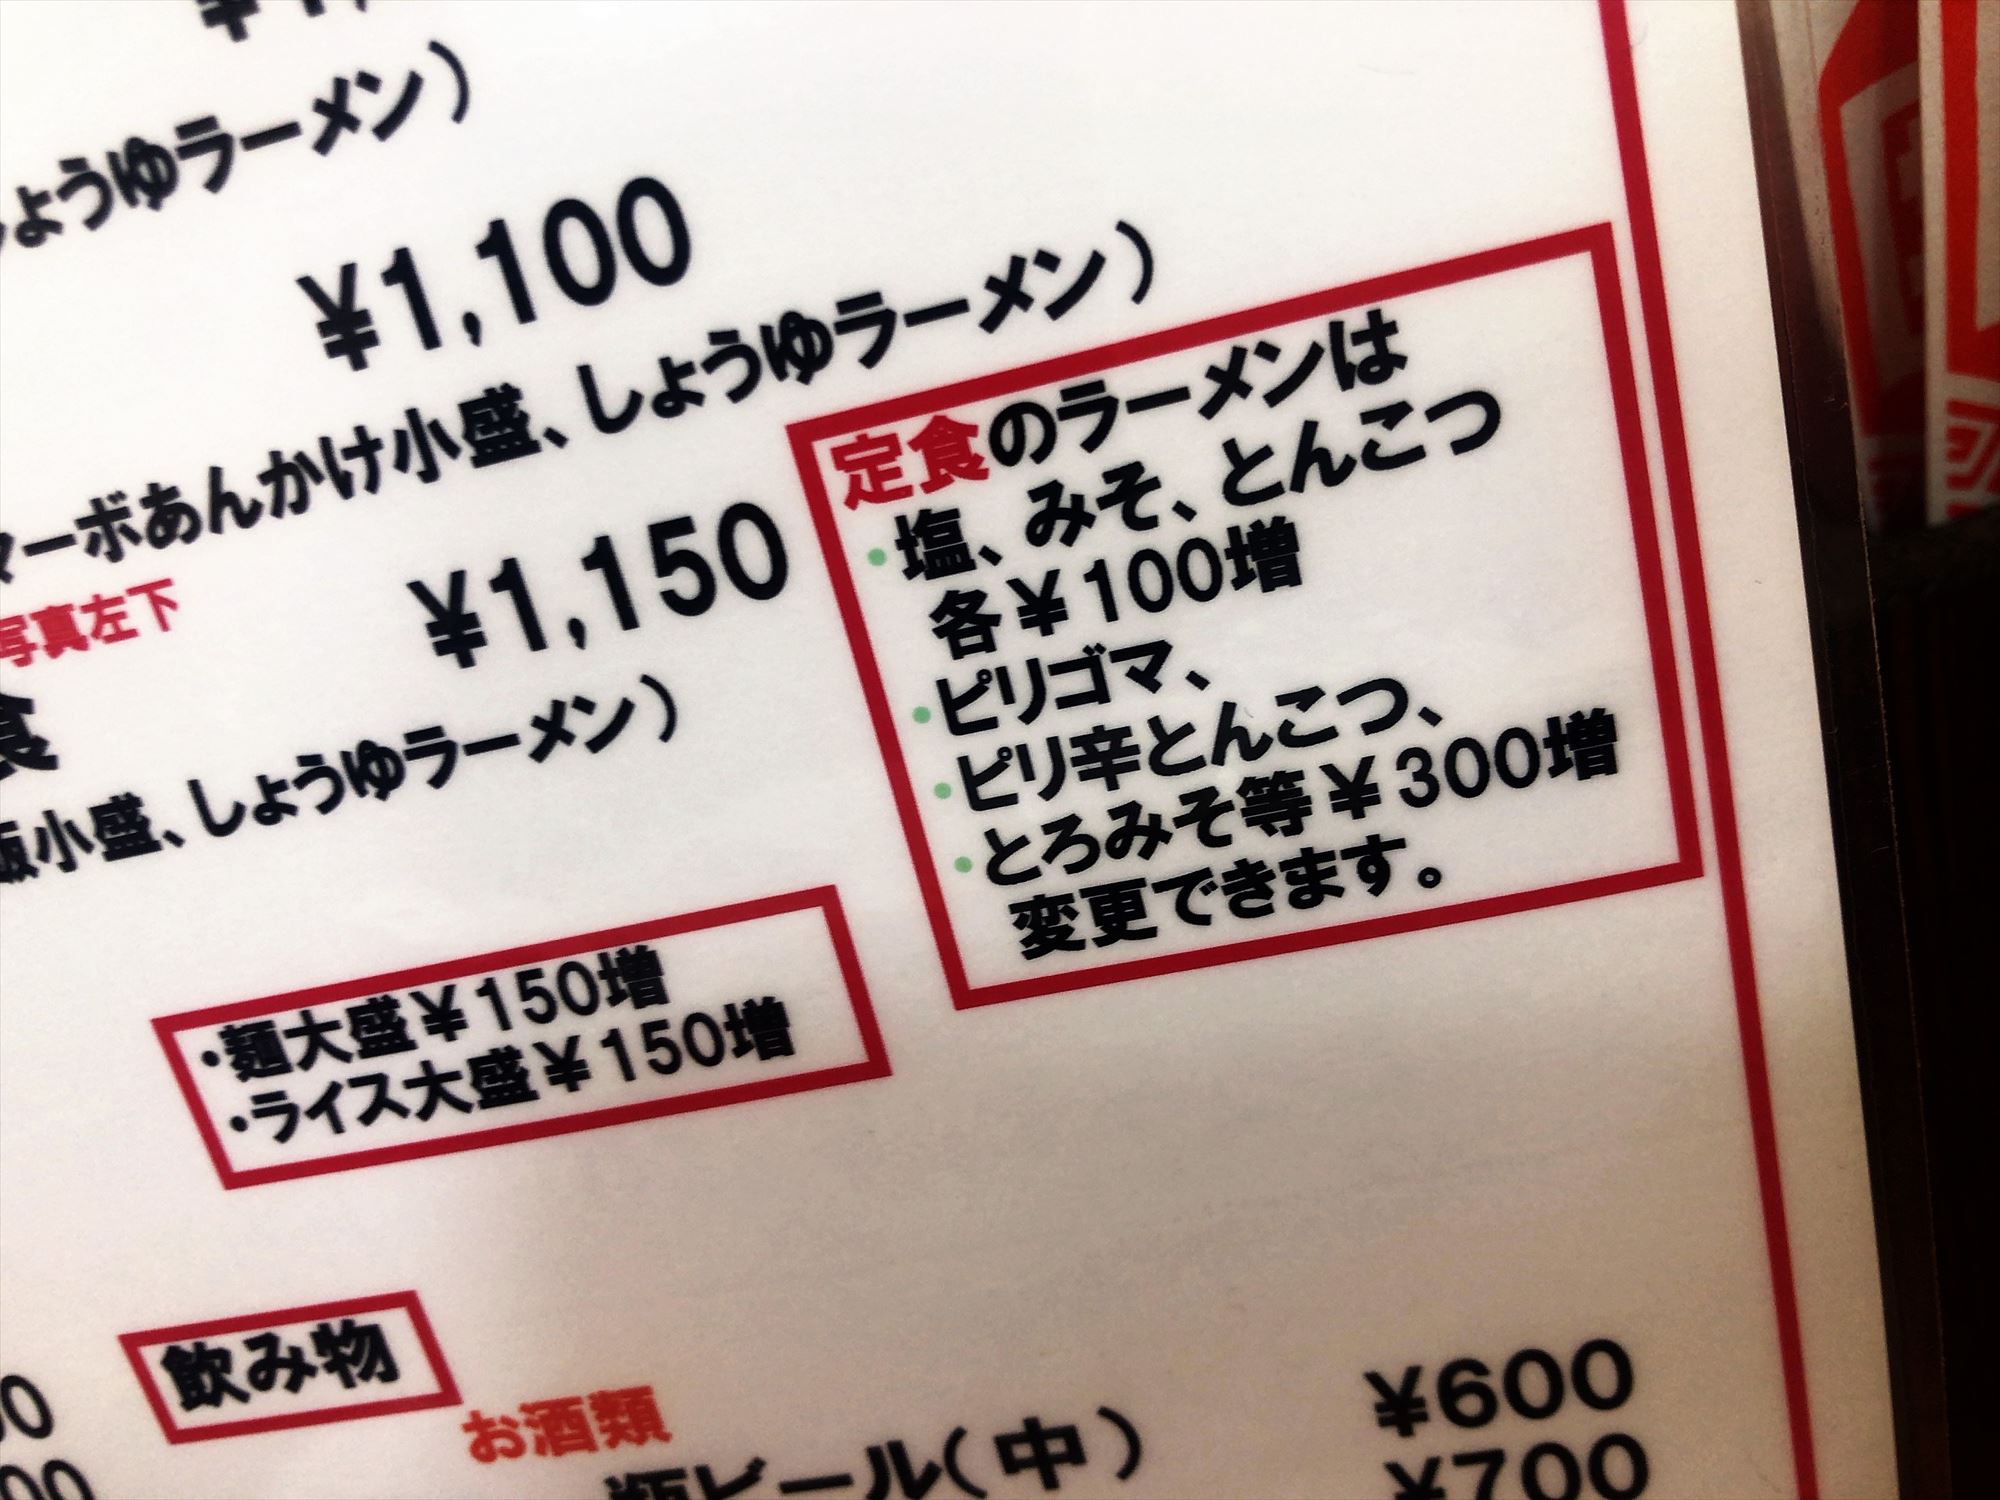 しょうゆラーメン）
¥1,100
マーボあんかけ小盛、しょうゆラーメン）
写真左下
¥1,150
食
飯小盛、しょうゆラーメン）
定食のラーメンは
・塩、みそ、とんこつ
各¥100増
・ピリゴマ、
・ピリ辛とんこつ、
・とろみそ等¥300増
変更できます。
・麺大盛¥150増
・ライス大盛¥150増
飲み物
お酒類
瓶ビール（中）
¥600
¥700